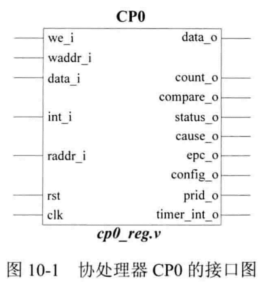 CP0
we_i data_o
waddr_i
data_i count_o
compare_o
int_i status_o
cause_o
raddr_i epc_o
config_o
rst prid_o
clk timer_int_o
cp0_reg.v
图 10-1 协处理器 CP0 的接口图